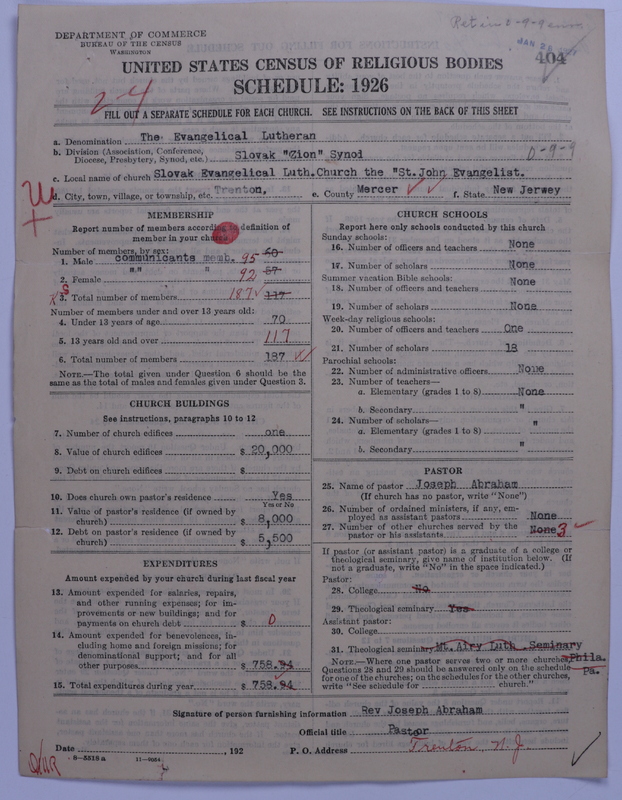 DEPARTMENT OF COMMERCE
BUREAU OF THE CENSUS
WASHINGTON
JAN 28
404
UNITED STATES CENSUS OF RELIGIOUS BODIES
SCHEDULE: 1926
2-4
FILL OUT A SEPARATE SCHEDULE FOR EACH CHURCH. SEE INSTRUCTIONS ON THE BACK OF THIS SHEET
a. Denomination The Evangelical Lutheran
b. Division (Association, Conference, Diocese, Presbytery, Synod, etc.) Slovak "Zion" Synod D-9-9
c. Local name of church Slovak Evangelical Luth.Church the "St.John Evangelist.
d. City, town, village, or township, etc. Trenton, e. County Mercer f. State New Jerwey
MEMBERSHIP
Report number of members according to definition of
member in your church
Number of members, by sex:
1. Male communicants memb. 95 60
2. Female "" " 92 57
3. Total number of members 187 117
Number of members under and over 13 years old:
4. Under 13 years of age 70
5. 13 years old and over 117
6. Total number of members 187
NOTE.—The total given under Question 6 should be
same as the total of males and females given under Question 3.
CHURCH BUILDINGS
See instructions, paragraphs 10 to 12
7. Number of church edifices one
8. Value of church edifices $ 20,000
9. Debt on church edifices $
10. Does church own pastor's residence Yes
Yes or No
11. Value of pastor's residence (if owned by
church) $ 8,000
12. Debt on pastor's residence (if owned by
church) $ 5,500
EXPENDITURES
Amount expended by your church during last fiscal year
13. Amount expended for salaries, repairs,
and other running expenses; for im-
provements or new buildings; and for
payments on church debt $ 0
14. Amount expended for benevolences, in-
cluding home and foreign missions; for
denominational support; and for all
other purposes $ 758.94
15. Total expenditures during year $ 758.94
CHURCH SCHOOLS
Report here only schools conducted by this church
Sunday schools:
16. Number of officers and teachers None
17. Number of scholars None
Summer vacation Bible schools:
18. Number of officers and teachers None
19. Number of scholars None
Week-day religious schools:
20. Number of officers and teachers One
21. Number of scholars 18
Parochial schools:
22. Number of administrative officers None
23. Number of teachers—
a. Elementary (grades 1 to 8) None
b. Secondary "
24. Number of scholars—
a. Elementary (grades 1 to 8) "
b. Secondary "
PASTOR
25. Name of pastor Joseph Abraham
(If church has no pastor, write "None")
26. Number of ordained ministers, if any, em-
ployed as assistant pastors None
27. Number of other churches served by the
pastor or his assistants None 3
If pastor (or assistant pastor) is a graduate of a college or
theological seminary, give name of institution below. (If
not a graduate, write "No" in the space indicated.)
Pastor:
28. College No
29. Theological seminary Yes
Assistant pastor:
30. College
31. Theological seminary Mt. Airy Luth. Seminary
Phila.
Pa.
NOTE.—Where one pastor serves two or more churches,
Questions 28 and 29 should be answered only on the schedule
for one of the churches; on the schedules for the other churches,
write "See schedule for church."
Signature of person furnishing information Rev Joseph Abraham
Official title Pastor
Date , 192 P. O. Address Trenton N. J
8-5518 a 11-9064